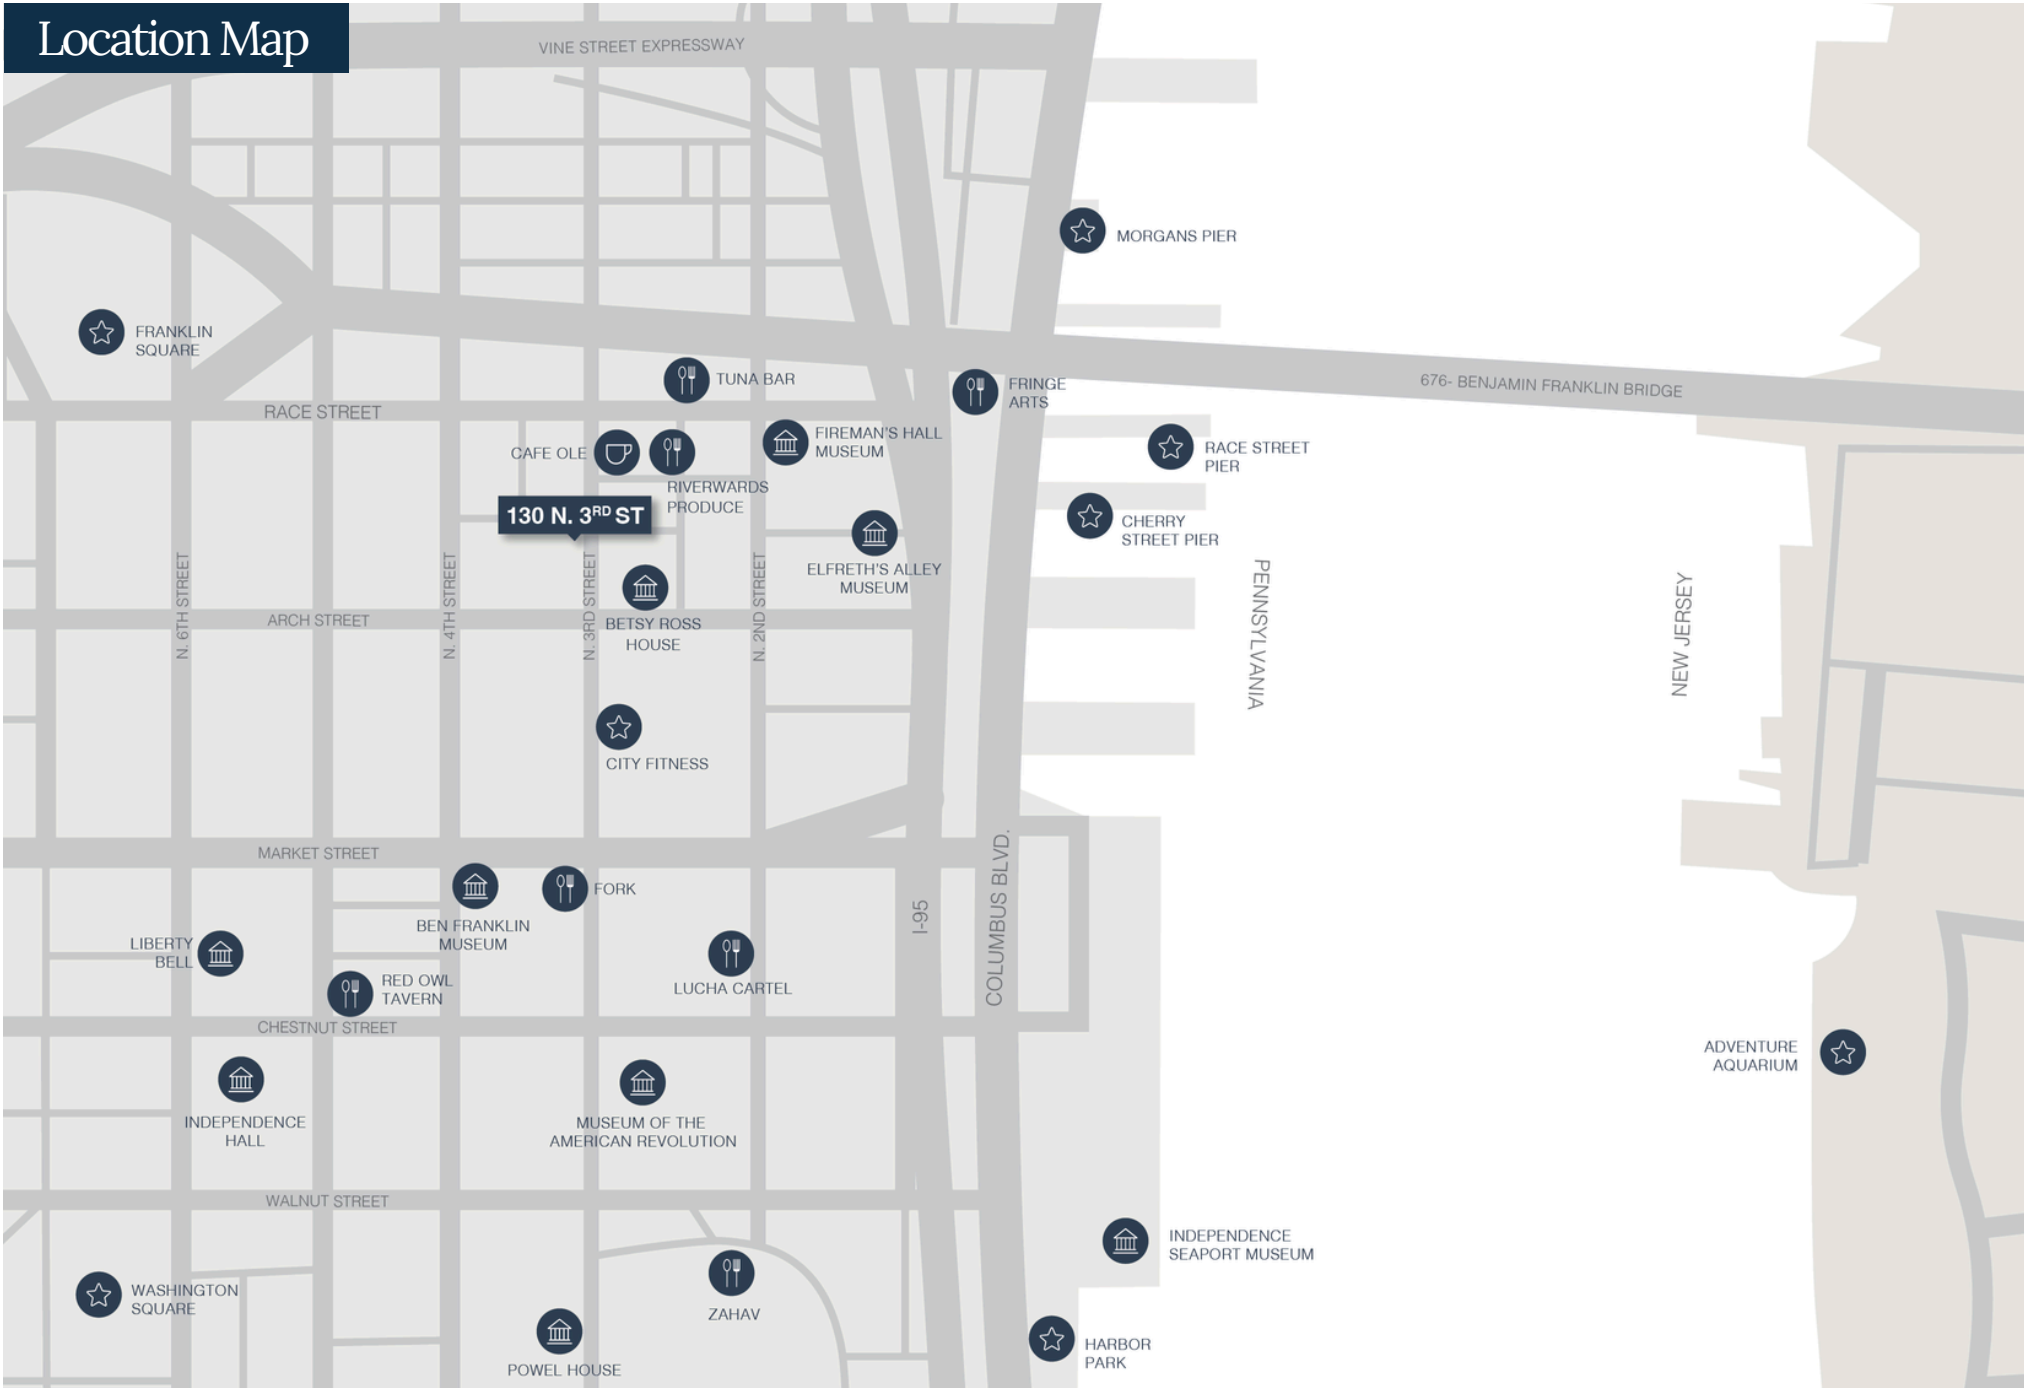 Location Map
VINE STREET EXPRESSWAY
MORGANS PIER
FRANKLIN
SQUARE
TUNA BAR
676- BENJAMIN FRANKLIN BRIDGE
FRINGE
ARTS
RACE STREET
CAFE OLE
FIREMAN'S HALL
MUSEUM
RACE STREET
PIER
RIVERWARDS
PRODUCE
130 N. 3RD ST
CHERRY
STREET PIER
ELFRETH'S ALLEY
MUSEUM
N. 6TH STREET
N. 4TH STREET
N. 3RD STREET
N. 2ND STREET
PENNSYLVANIA
NEW JERSEY
ARCH STREET
BETSY ROSS
HOUSE
CITY FITNESS
MARKET STREET
FORK
BEN FRANKLIN
MUSEUM
I-95
COLUMBUS BLVD.
LIBERTY
BELL
RED OWL
TAVERN
LUCHA CARTEL
CHESTNUT STREET
ADVENTURE
AQUARIUM
INDEPENDENCE
HALL
MUSEUM OF THE
AMERICAN REVOLUTION
WALNUT STREET
INDEPENDENCE
SEAPORT MUSEUM
WASHINGTON
SQUARE
ZAHAV
HARBOR
PARK
POWEL HOUSE